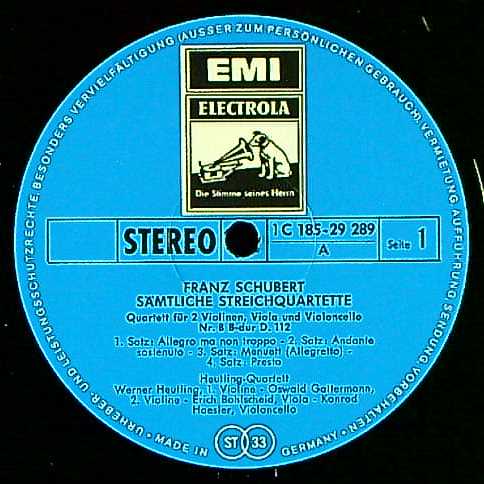 URHEBER- UND LEISTUNGSSCHUTZRECHTE, BESONDERS VERVIELFÄLTIGUNG (AUSSER ZUM PERSÖNLICHEN GEBRAUCH), VERMIETUNG, AUFFÜHRUNG, SENDUNG, VORBEHALTEN.
EMI
ELECTROLA
Die Stimme seines Herrn
STEREO
1 C 185-29 289
A
Seite 1
FRANZ SCHUBERT
SÄMTLICHE STREICHQUARTETTE
Quartett für 2 Violinen, Viola und Violoncello
Nr. 8 B-dur D. 112
1. Satz: Allegro ma non troppo - 2. Satz: Andante
sostenuto - 3. Satz: Menuett (Allegretto) -
4. Satz: Presto
Heutling-Quartett
Werner Heutling, 1. Violine - Oswald Gattermann,
2. Violine - Erich Bohlscheid, Viola - Konrad
Haesler, Violoncello
• MADE IN
ST 33
GERMANY •